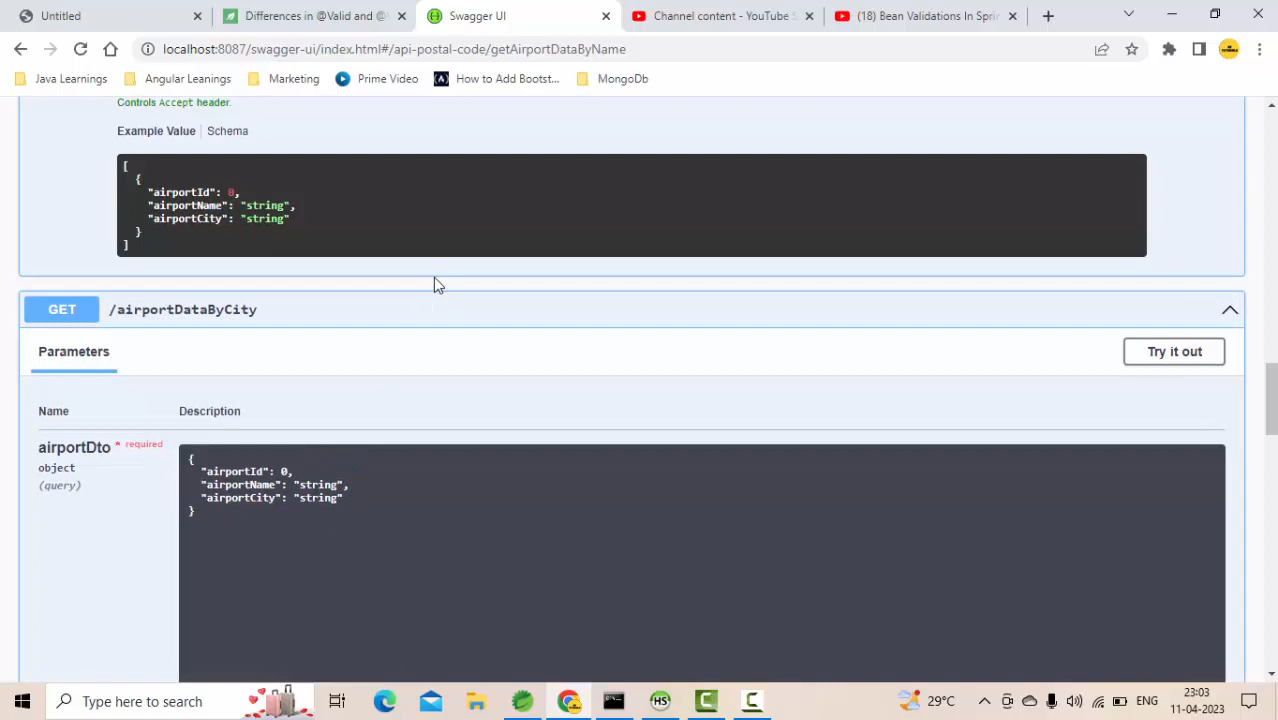 Untitled
Differences in @Valid and @
Swagger UI
Channel content - YouTube S
(18) Bean Validations In Sprin
localhost:8087/swagger-ui/index.html#/api-postal-code/getAirportDataByName
Java Learnings
Angular Leanings
Marketing
Prime Video
How to Add Bootst...
MongoDb
Controls Accept header.
Example Value
Schema
[
{
"airportId": 0,
"airportName": "string",
"airportCity": "string"
}
]
GET
/airportDataByCity
Parameters
Try it out
Name
Description
airportDto * required
object
(query)
{
"airportId": 0,
"airportName": "string",
"airportCity": "string"
}
Type here to search
29°C
ENG
23:03
11-04-2023